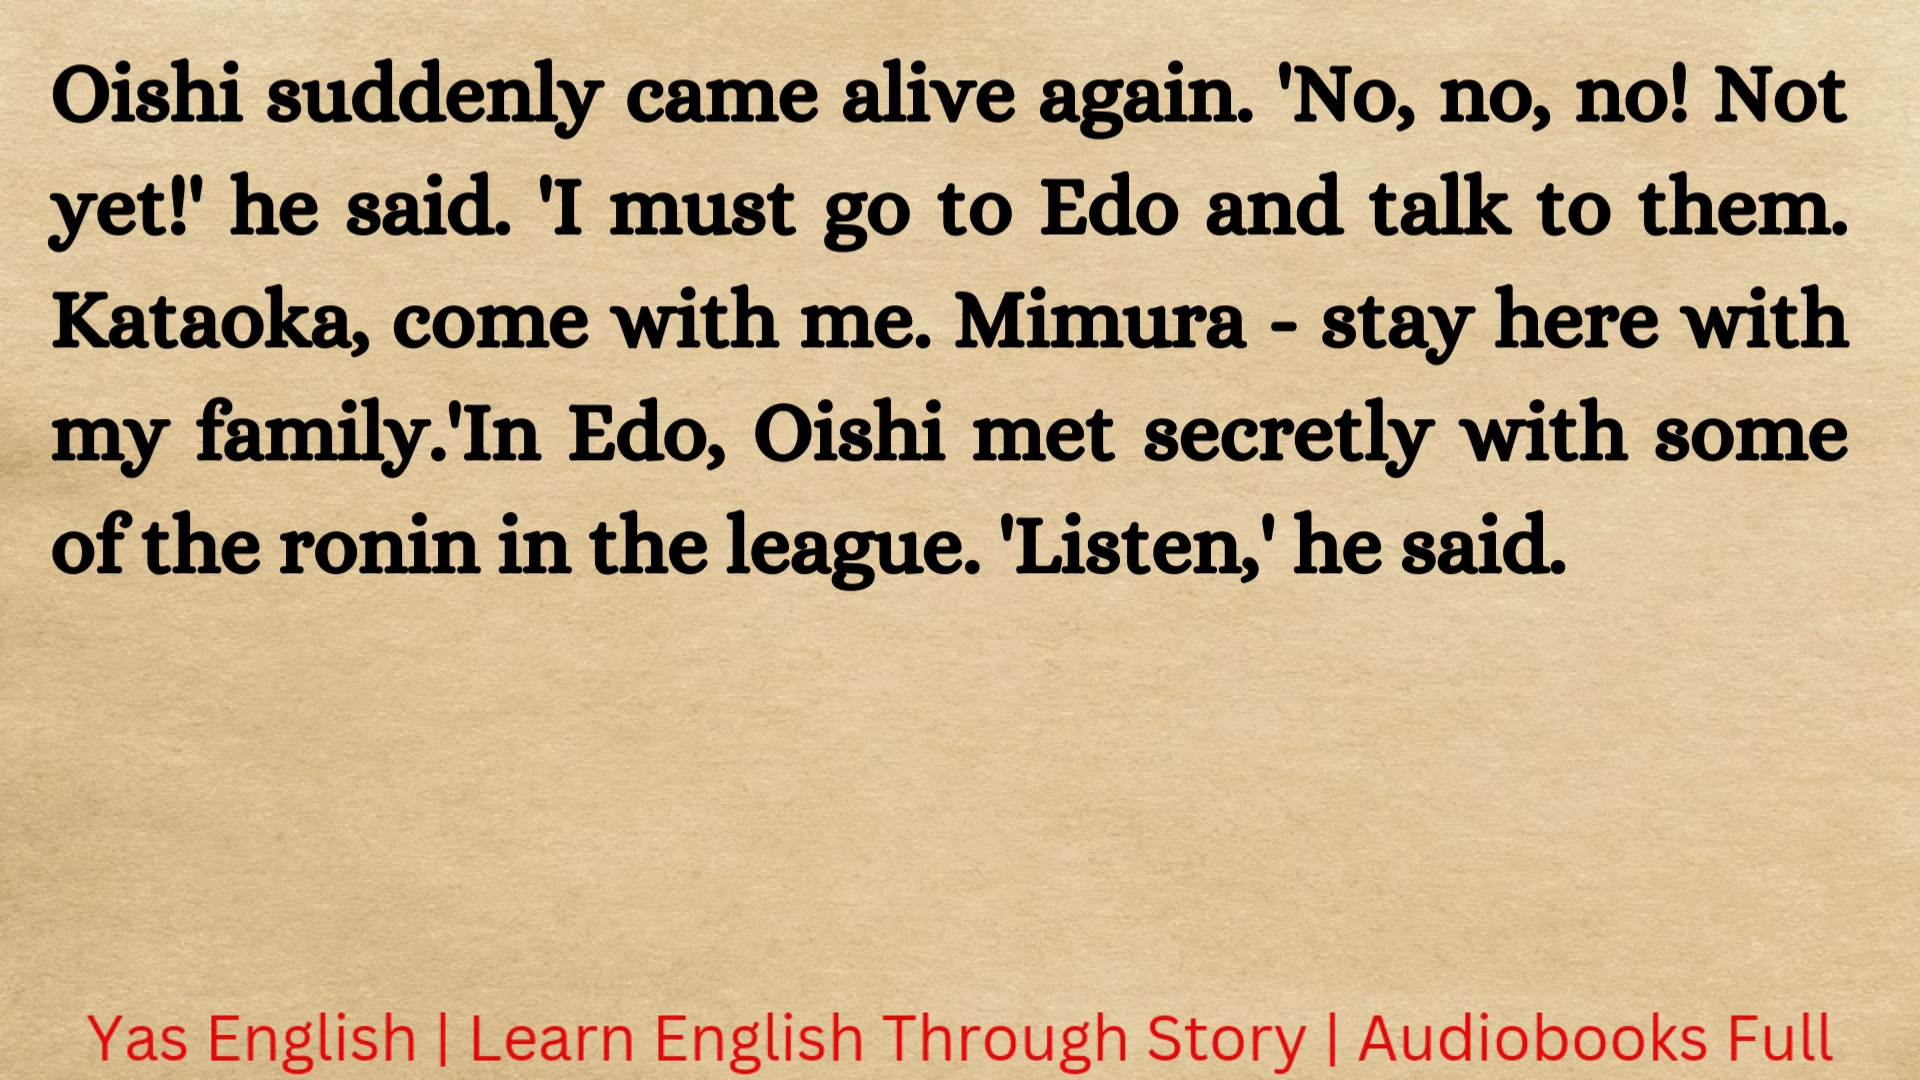 Oishi suddenly came alive again. 'No, no, no! Not
yet!' he said. 'I must go to Edo and talk to them.
Kataoka, come with me. Mimura - stay here with
my family.'In Edo, Oishi met secretly with some
of the ronin in the league. 'Listen,' he said.
Yas English | Learn English Through Story | Audiobooks Full